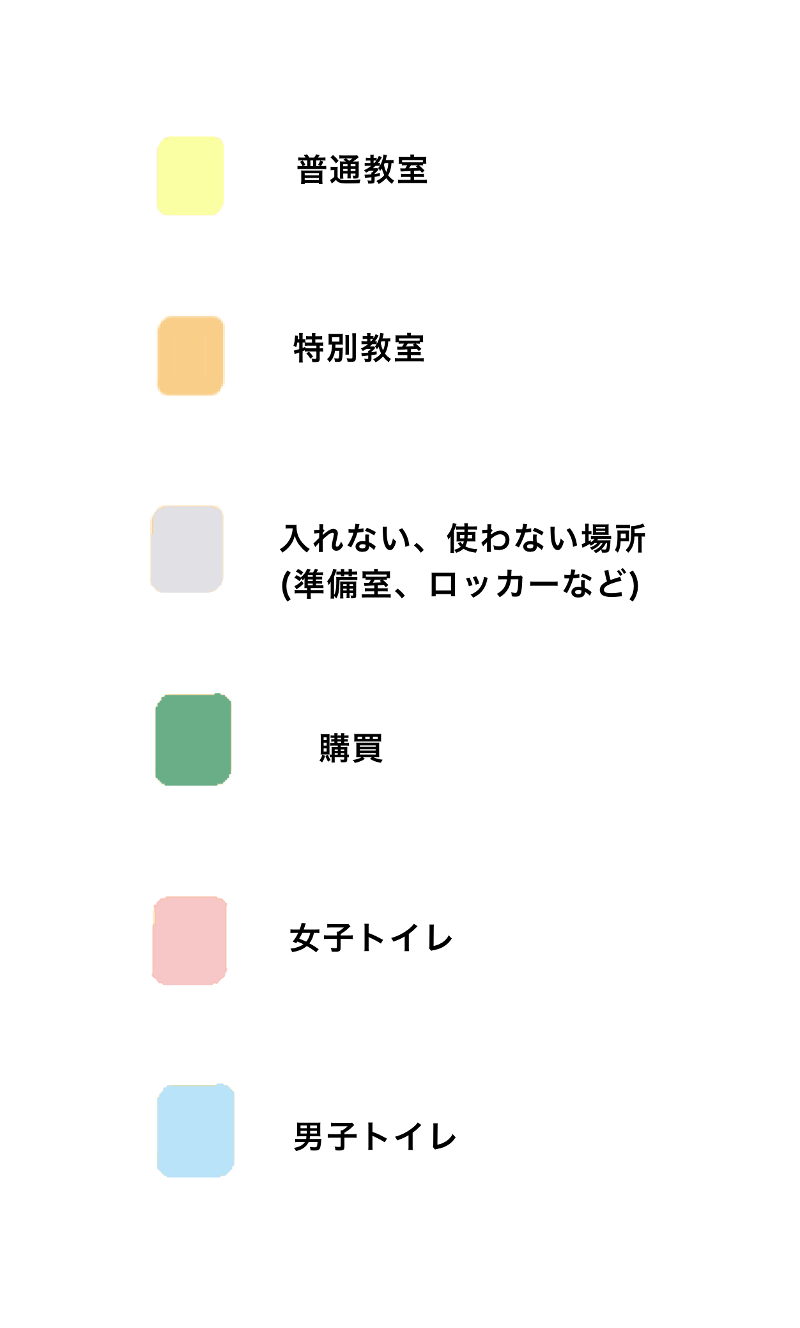 普通教室
特別教室
入れない、使わない場所
(準備室、ロッカーなど)
購買
女子トイレ
男子トイレ